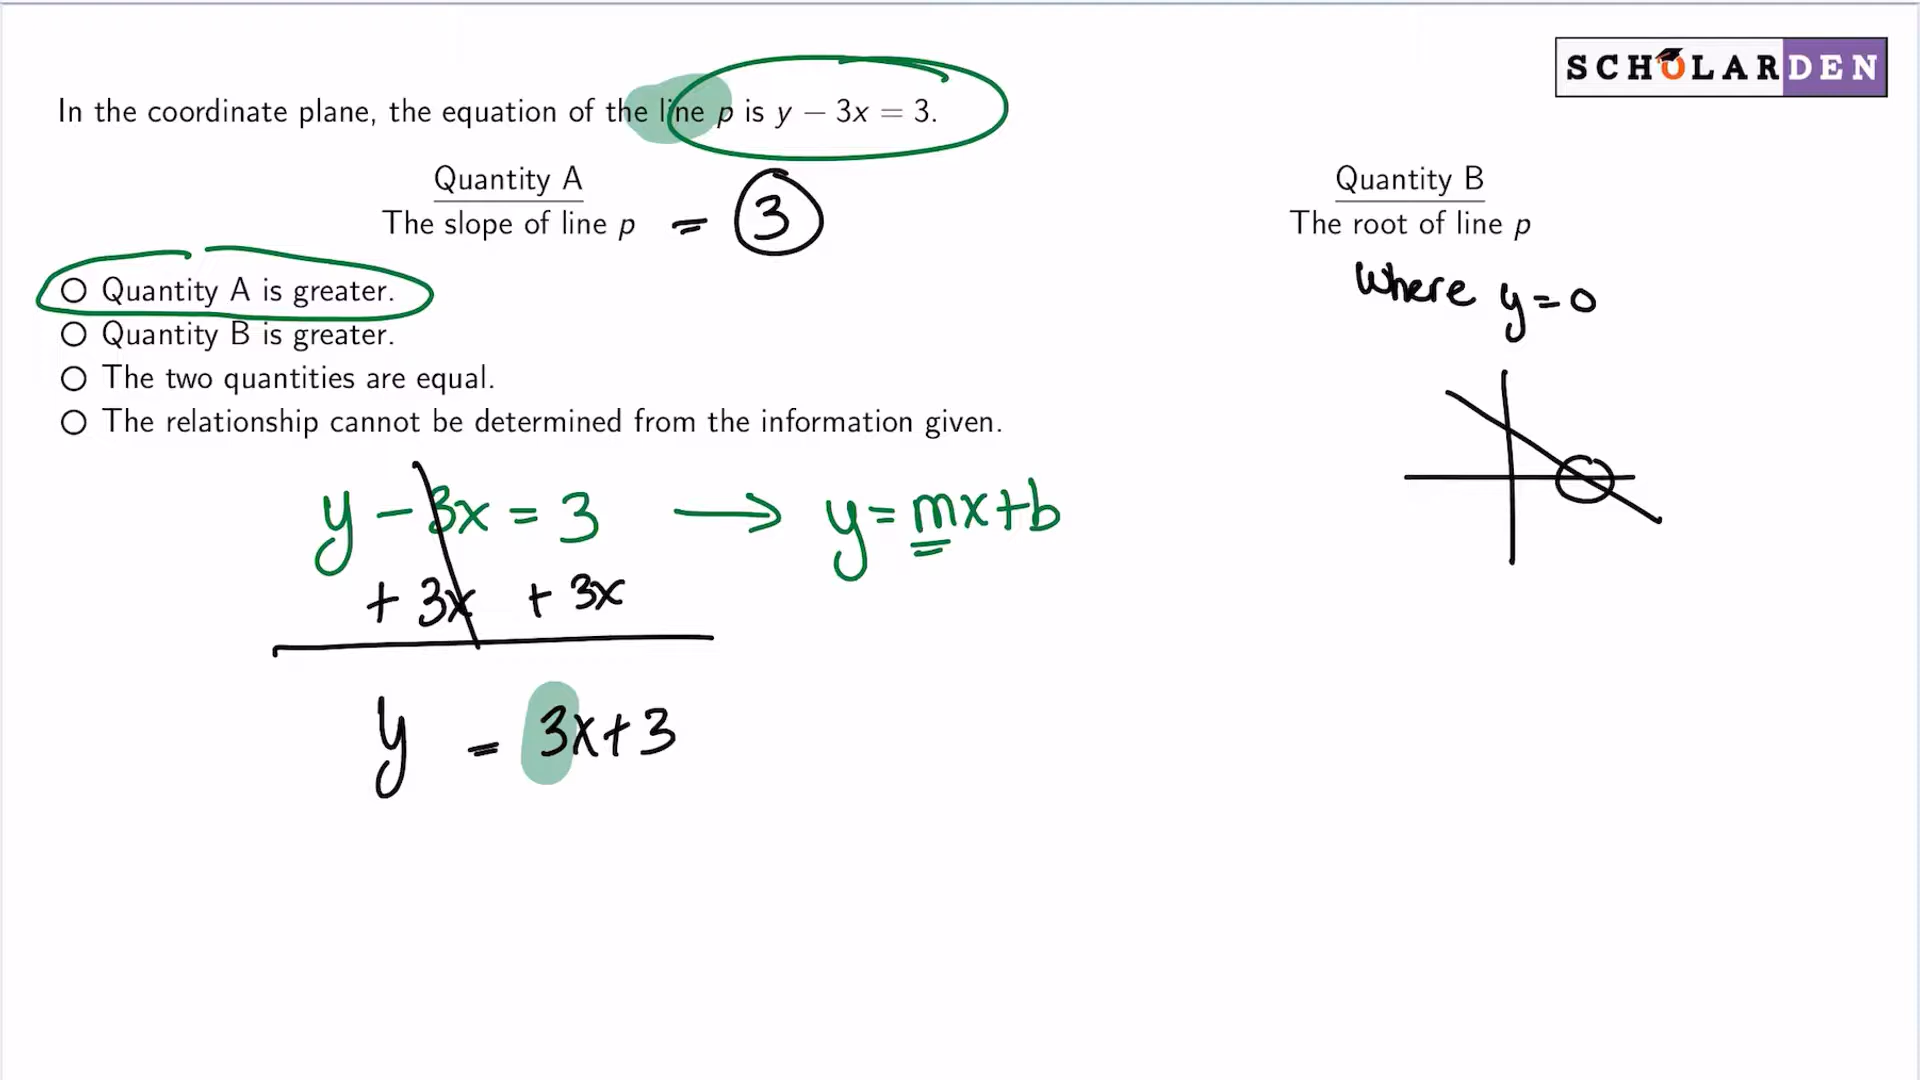 SCHOLARDEN
In the coordinate plane, the equation of the line p is y − 3x = 3.
Quantity A
The slope of line p = 3
Quantity B
The root of line p
Where y = 0
○ Quantity A is greater.
○ Quantity B is greater.
○ The two quantities are equal.
○ The relationship cannot be determined from the information given.
y − 3x = 3 → y = mx + b
+ 3x + 3x
y = 3x + 3